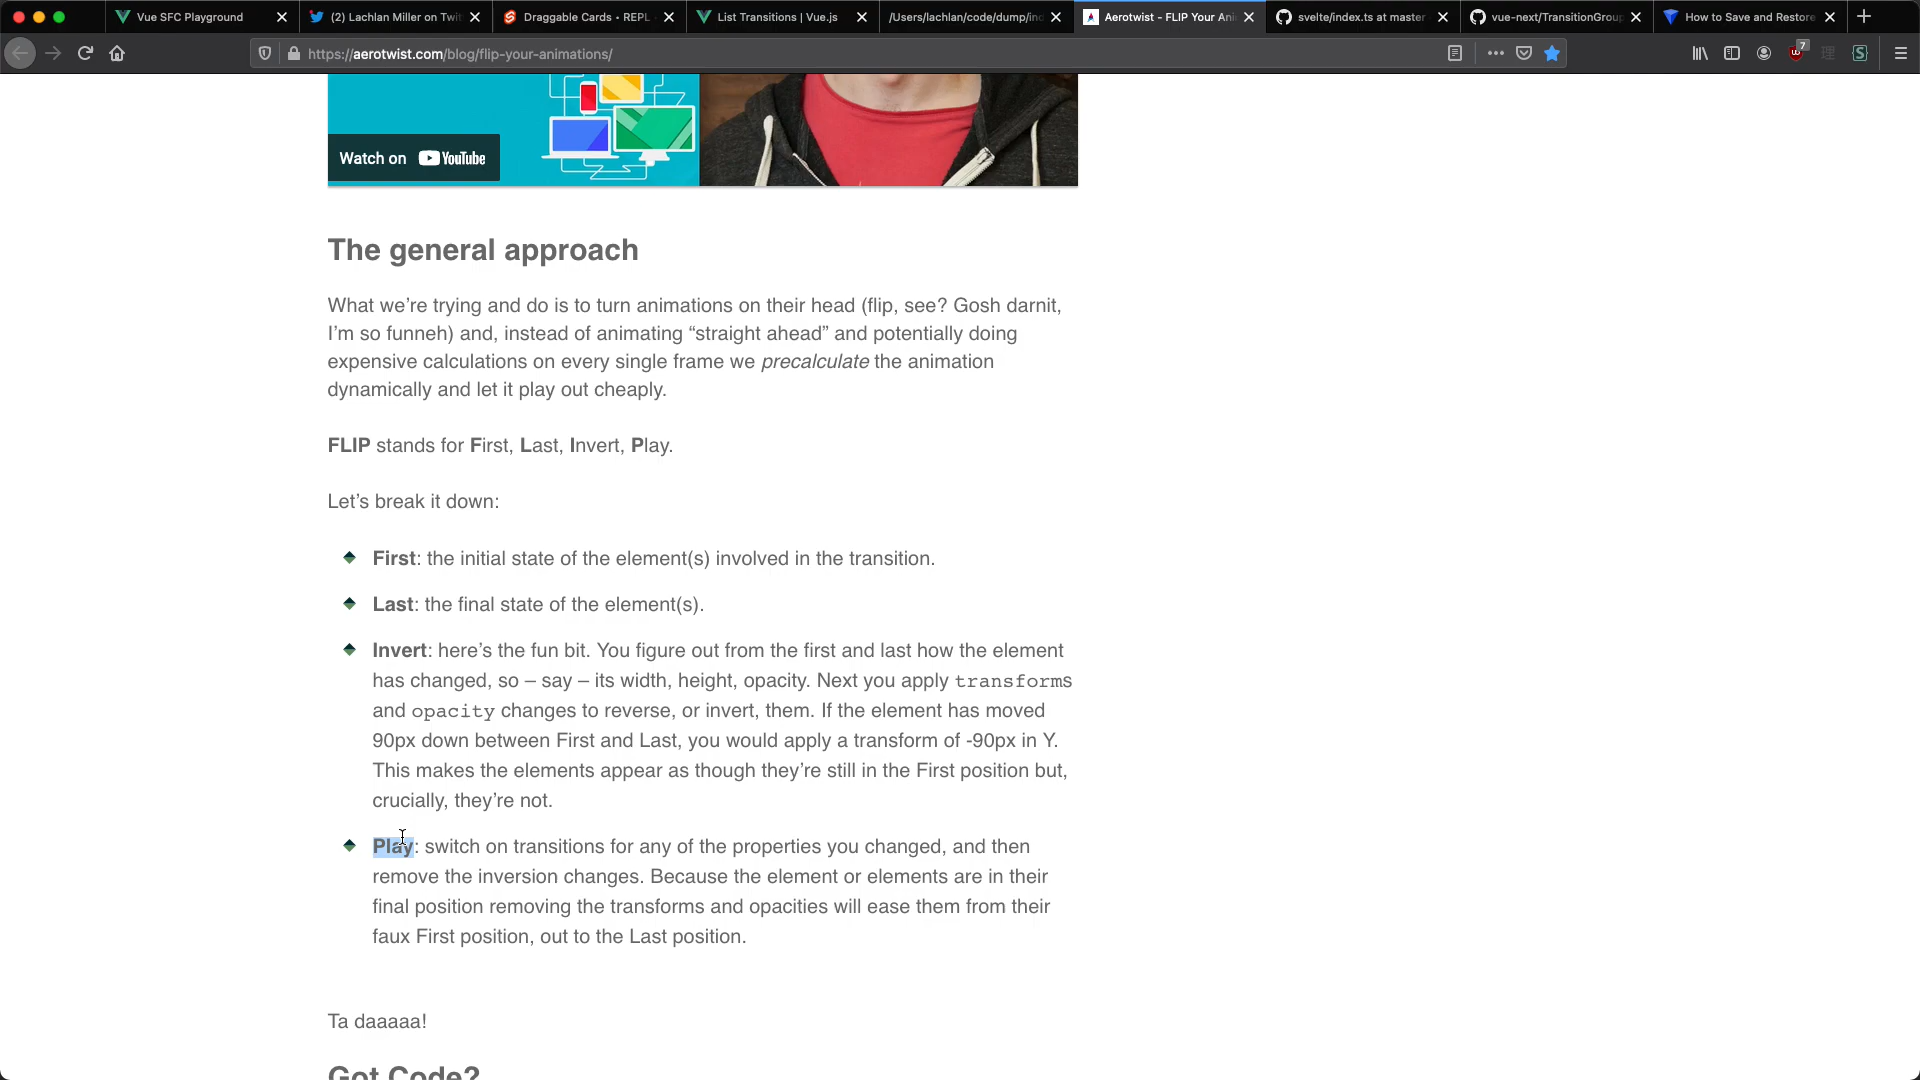 Vue SFC Playground
(2) Lachlan Miller on Twit
Draggable Cards • REPL
List Transitions | Vue.js
/Users/lachlan/code/dump/ind
Aerotwist - FLIP Your Ani
svelte/index.ts at master
vue-next/TransitionGroup
How to Save and Restore
https://aerotwist.com/blog/flip-your-animations/
7
Watch on YouTube
The general approach
What we’re trying and do is to turn animations on their head (flip, see? Gosh darnit,
I’m so funneh) and, instead of animating “straight ahead” and potentially doing
expensive calculations on every single frame we precalculate the animation
dynamically and let it play out cheaply.
FLIP stands for First, Last, Invert, Play.
Let’s break it down:
First: the initial state of the element(s) involved in the transition.
Last: the final state of the element(s).
Invert: here’s the fun bit. You figure out from the first and last how the element
has changed, so – say – its width, height, opacity. Next you apply transforms
and opacity changes to reverse, or invert, them. If the element has moved
90px down between First and Last, you would apply a transform of -90px in Y.
This makes the elements appear as though they’re still in the First position but,
crucially, they’re not.
Play: switch on transitions for any of the properties you changed, and then
remove the inversion changes. Because the element or elements are in their
final position removing the transforms and opacities will ease them from their
faux First position, out to the Last position.
Ta daaaaa!
Got Code?